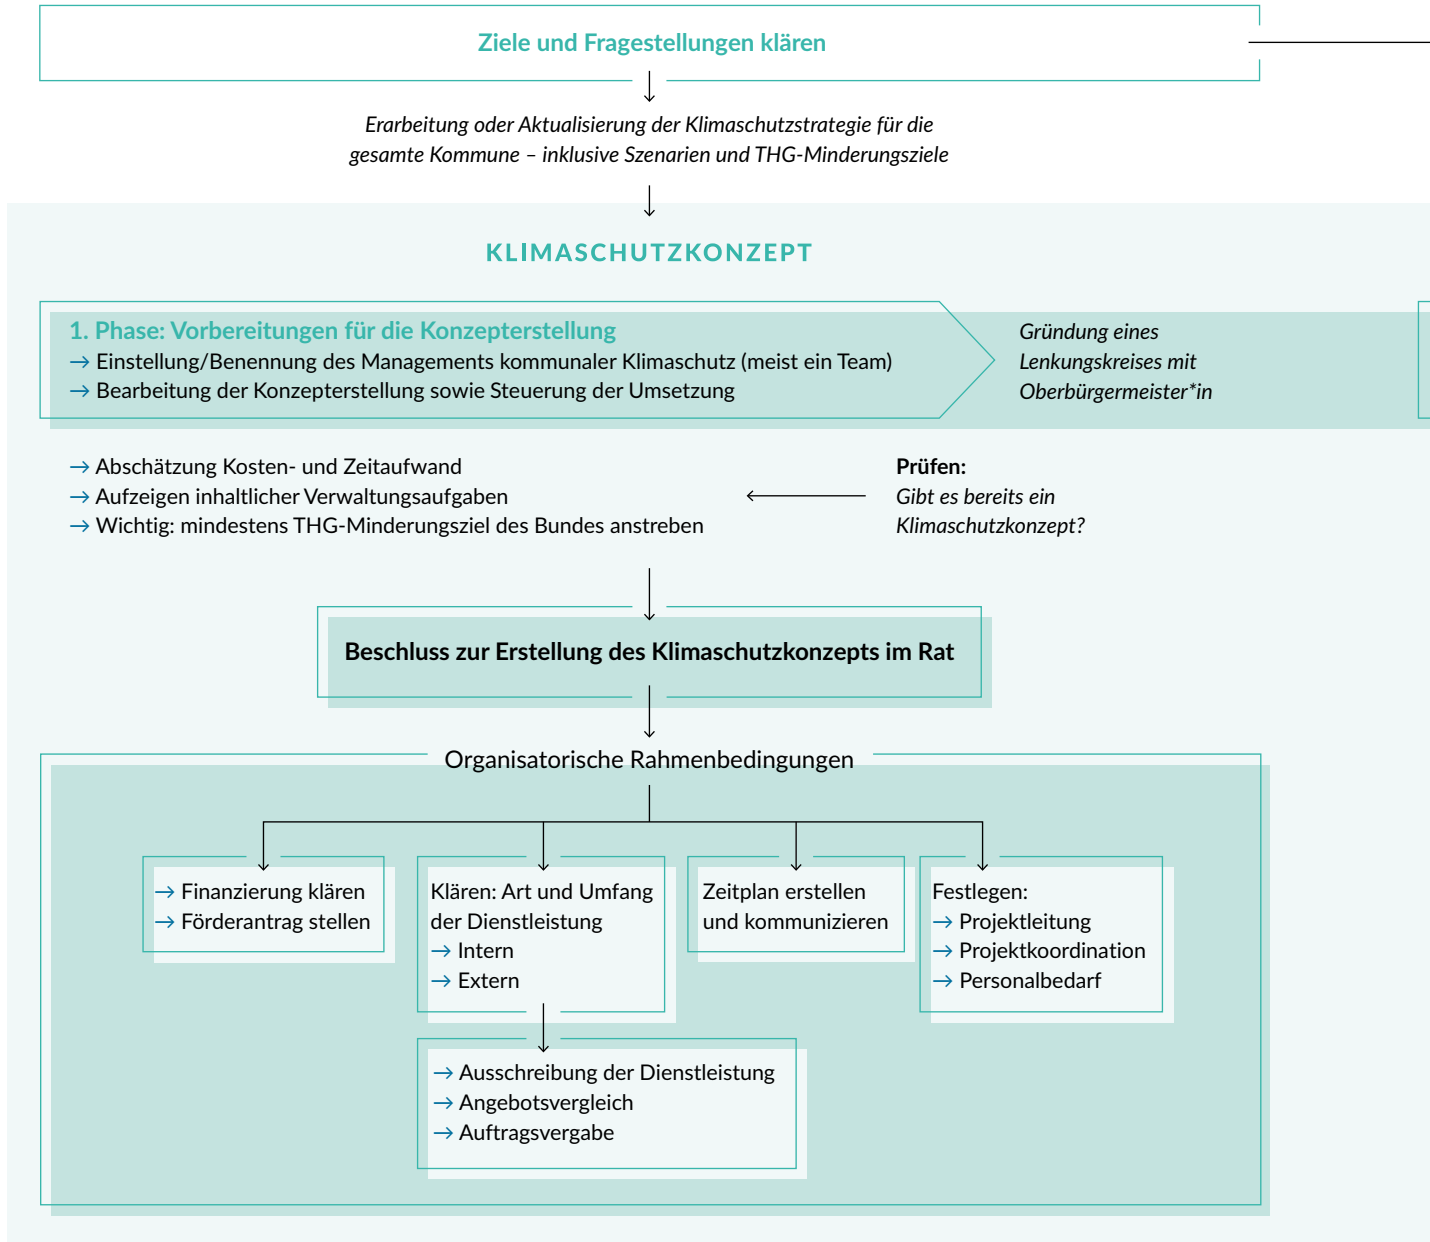 Ziele und Fragestellungen klären
Erarbeitung oder Aktualisierung der Klimaschutzstrategie für die
gesamte Kommune – inklusive Szenarien und THG-Minderungsziele
KLIMASCHUTZKONZEPT
1. Phase: Vorbereitungen für die Konzepterstellung
→ Einstellung/Benennung des Managements kommunaler Klimaschutz (meist ein Team)
→ Bearbeitung der Konzepterstellung sowie Steuerung der Umsetzung
Gründung eines
Lenkungskreises mit
Oberbürgermeister*in
→ Abschätzung Kosten- und Zeitaufwand
→ Aufzeigen inhaltlicher Verwaltungsaufgaben
→ Wichtig: mindestens THG-Minderungsziel des Bundes anstreben
Prüfen:
Gibt es bereits ein
Klimaschutzkonzept?
Beschluss zur Erstellung des Klimaschutzkonzepts im Rat
Organisatorische Rahmenbedingungen
→ Finanzierung klären
→ Förderantrag stellen
Klären: Art und Umfang
der Dienstleistung
→ Intern
→ Extern
Zeitplan erstellen
und kommunizieren
Festlegen:
→ Projektleitung
→ Projektkoordination
→ Personalbedarf
→ Ausschreibung der Dienstleistung
→ Angebotsvergleich
→ Auftragsvergabe